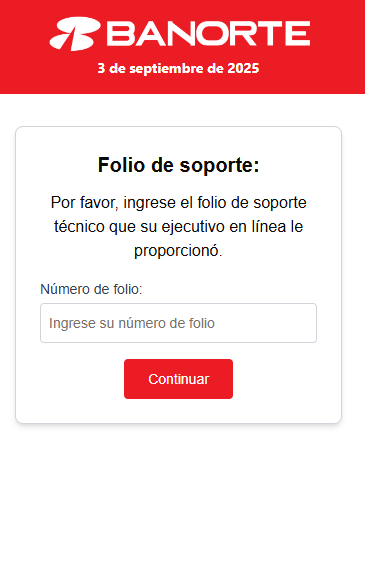 BANORTE
3 de septiembre de 2025
Folio de soporte:
Por favor, ingrese el folio de soporte
técnico que su ejecutivo en línea le
proporcionó.
Número de folio:
Ingrese su número de folio
Continuar